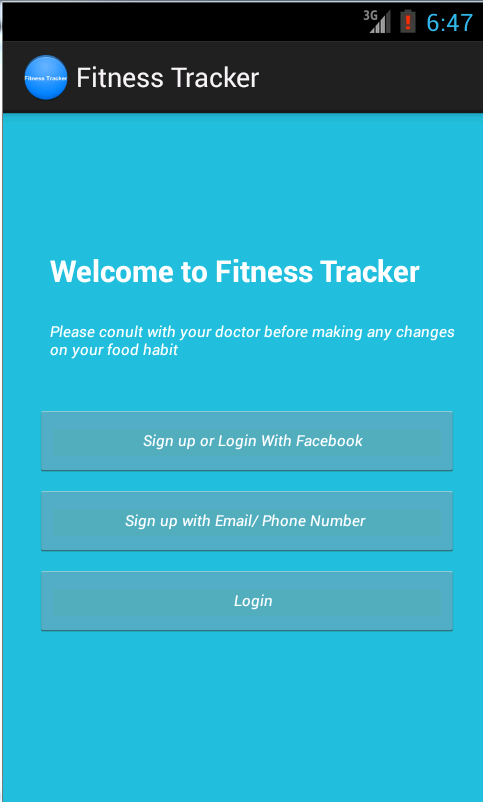 3G
6:47
Fitness Tracker
Fitness Tracker
Welcome to Fitness Tracker
Please conult with your doctor before making any changes
on your food habit
Sign up or Login With Facebook
Sign up with Email/ Phone Number
Login